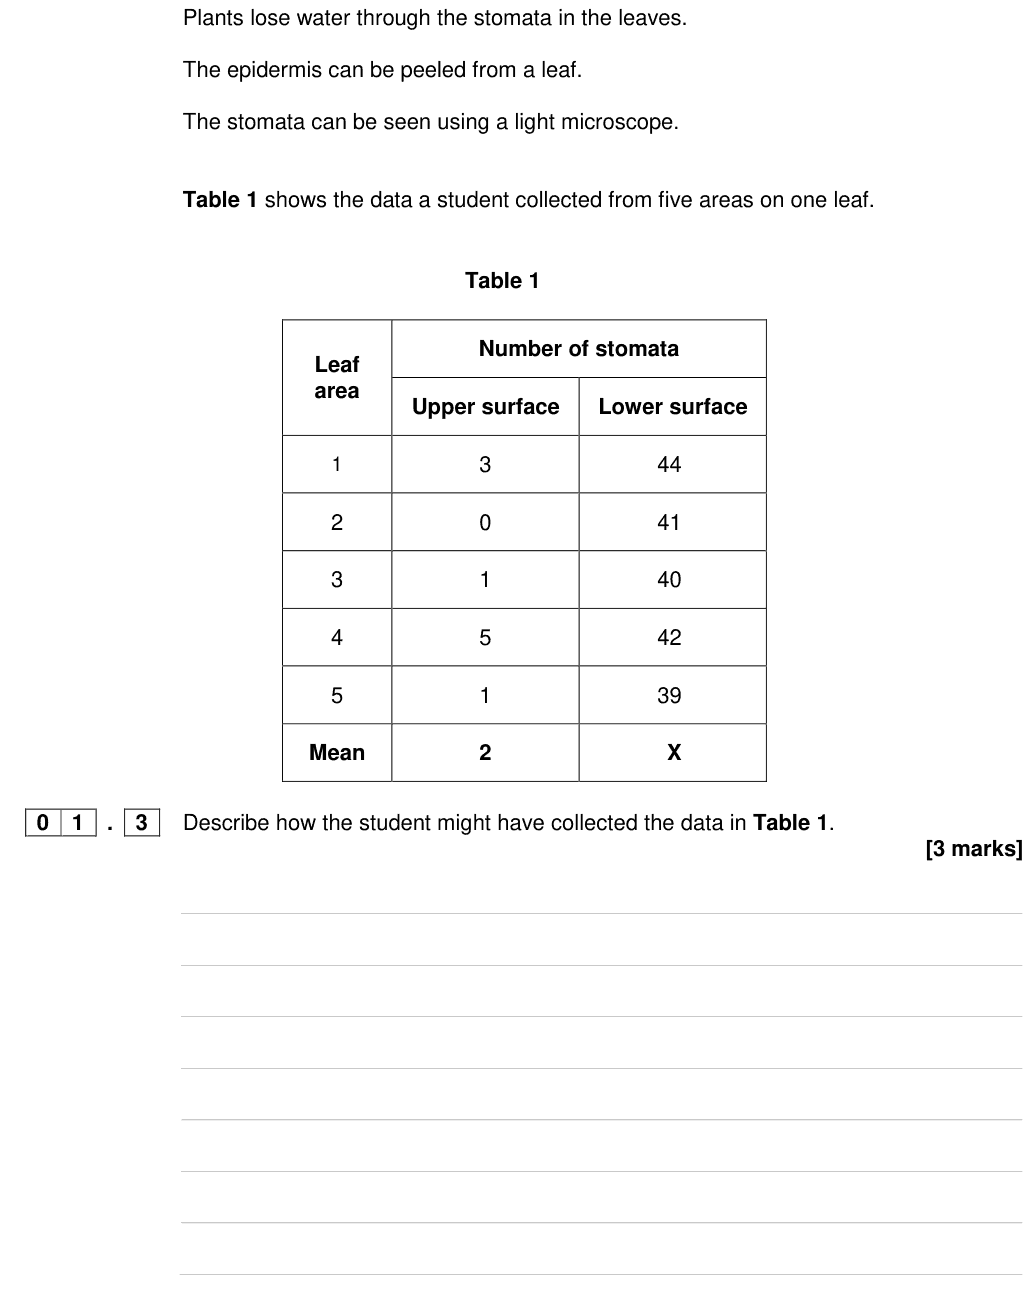 Plants lose water through the stomata in the leaves.
The epidermis can be peeled from a leaf.
The stomata can be seen using a light microscope.
Table 1 shows the data a student collected from five areas on one leaf.
Table 1
Leaf area Number of stomata
Upper surface Lower surface
1 3 44
2 0 41
3 1 40
4 5 42
5 1 39
Mean 2 X
0 1 . 3 Describe how the student might have collected the data in Table 1.
[3 marks]